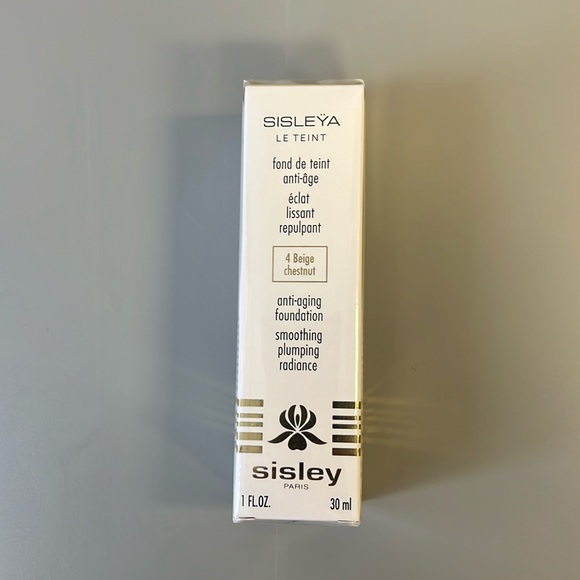 SISLEŸA
LE TEINT
fond de teint
anti-âge
éclat
lissant
repulpant
4 Beige
chestnut
anti-aging
foundation
smoothing
plumping
radiance
sisley
PARIS
1 FL.OZ. 30 ml